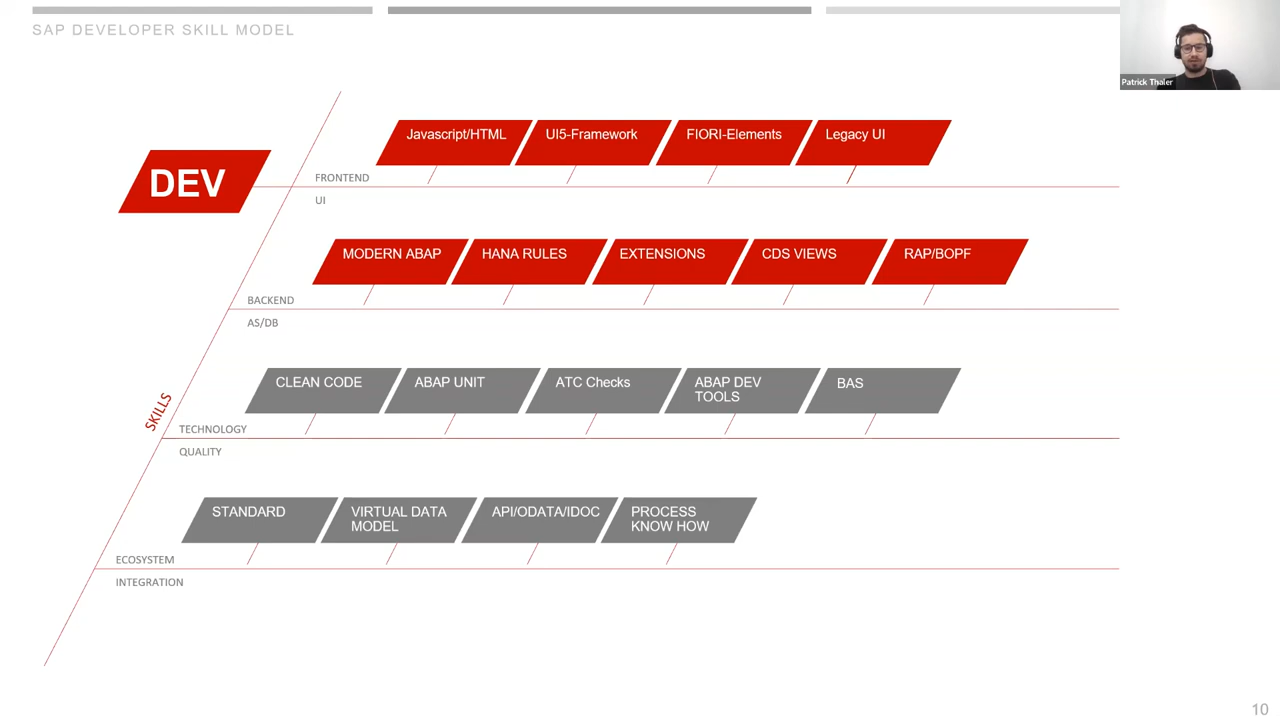 SAP DEVELOPER SKILL MODEL
Patrick Thaler
Javascript/HTML
UI5-Framework
FIORI-Elements
Legacy UI
DEV
FRONTEND
UI
MODERN ABAP
HANA RULES
EXTENSIONS
CDS VIEWS
RAP/BOPF
BACKEND
AS/DB
CLEAN CODE
ABAP UNIT
ATC Checks
ABAP DEV
TOOLS
BAS
SKILLS
TECHNOLOGY
QUALITY
STANDARD
VIRTUAL DATA
MODEL
API/ODATA/IDOC
PROCESS
KNOW HOW
ECOSYSTEM
INTEGRATION
10